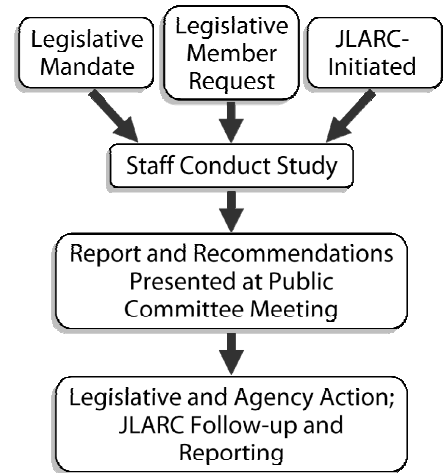 Legislative
Mandate
Legislative
Member
Request
JLARC-
Initiated
Staff Conduct Study
Report and Recommendations
Presented at Public
Committee Meeting
Legislative and Agency Action;
JLARC Follow-up and
Reporting